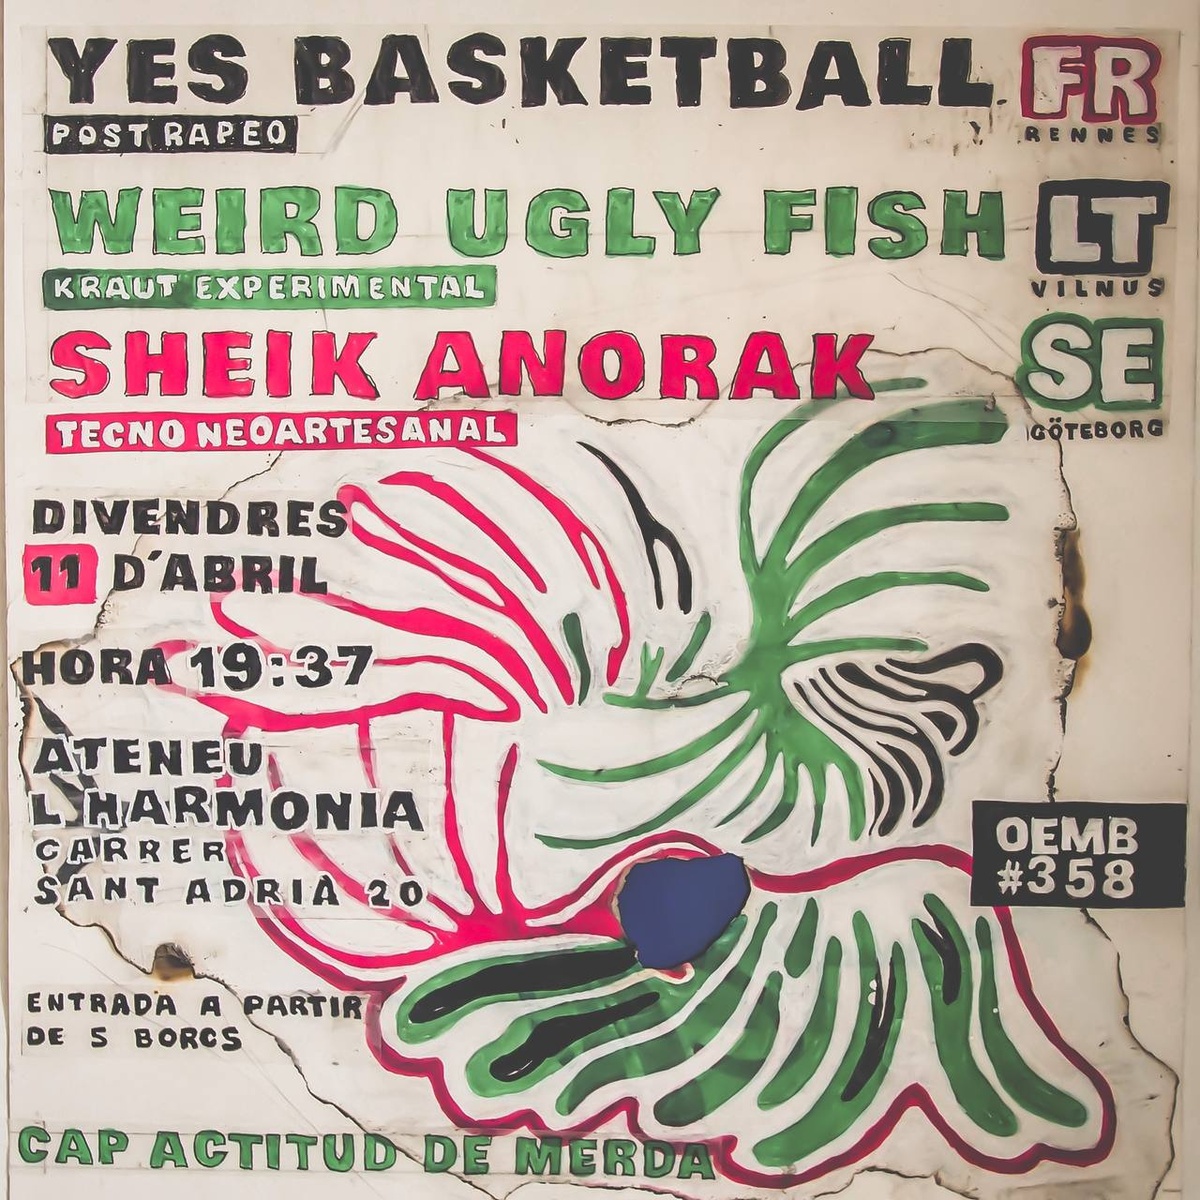 YES BASKETBALL FR
POST RAPEO RENNES
WEIRD UGLY FISH LT
KRAUT EXPERIMENTAL VILNUS
SHEIK ANORAK SE
TECNO NEOARTESANAL GÖTEBORG
DIVENDRES
11 D'ABRIL
HORA 19:37
ATENEU
L HARMONIA
CARRER
SANT ADRIÀ 20
OEMB
#358
ENTRADA A PARTIR
DE 5 BORCS
CAP ACTITUD DE MERDA